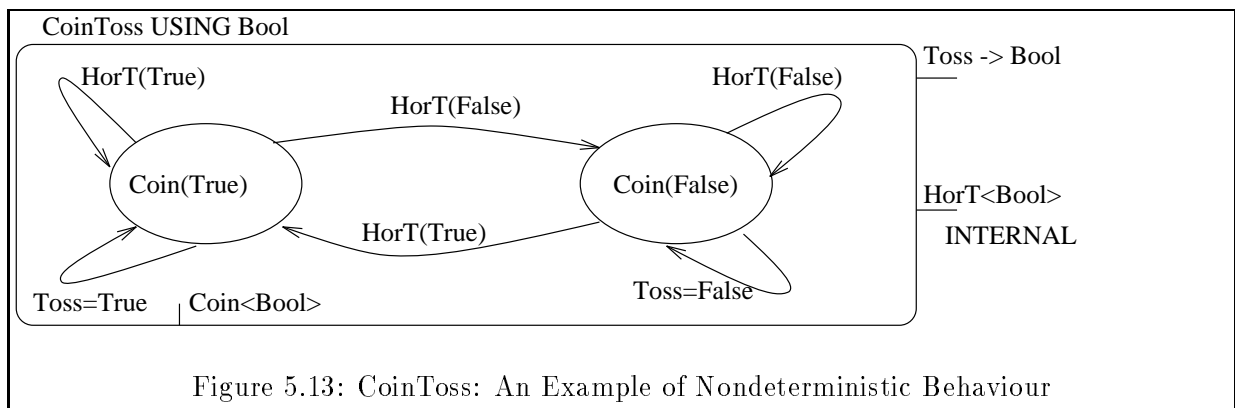 CoinToss USING Bool
Toss -> Bool
HorT(True)
HorT(False)
HorT(False)
Coin(True)
Coin(False)
HorT<Bool>
INTERNAL
HorT(True)
Toss=True
Coin<Bool>
Toss=False
Figure 5.13: CoinToss: An Example of Nondeterministic Behaviour